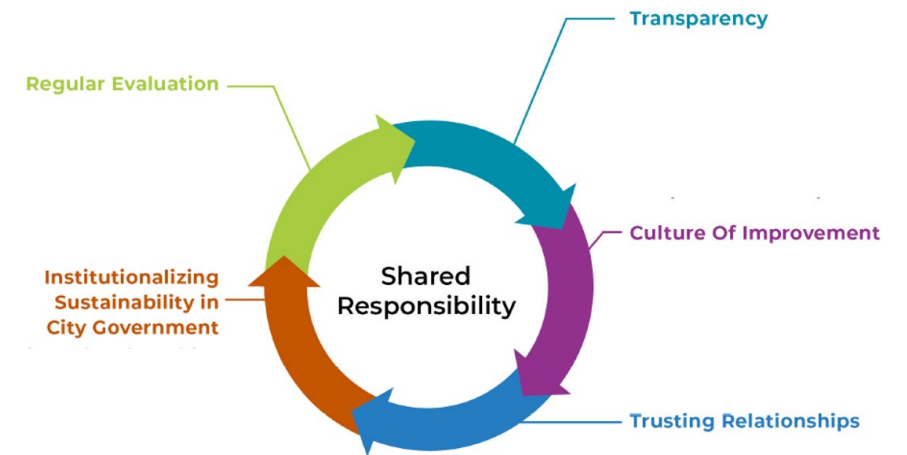 Transparency
Regular Evaluation
Culture Of Improvement
Shared
Responsibility
Institutionalizing
Sustainability in
City Government
Trusting Relationships